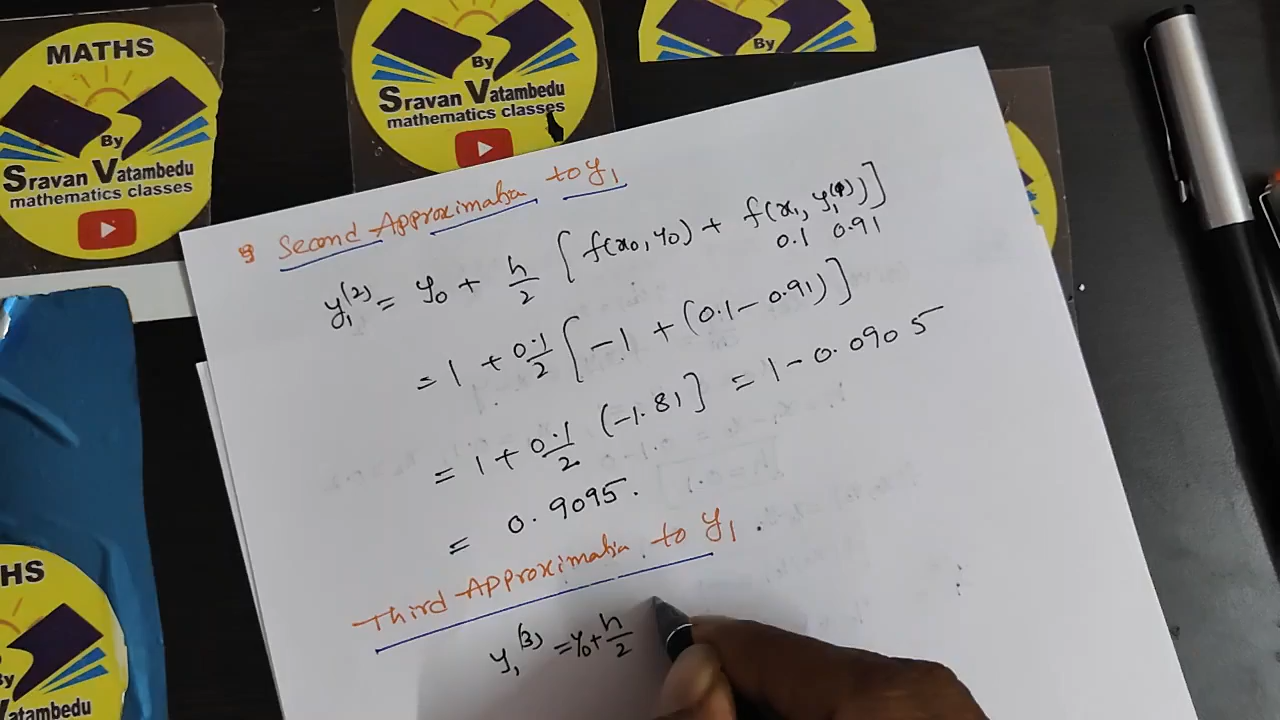 MATHS
By
Sravan Vatambedu
mathematics classes
By
Sravan Vatambedu
mathematics classes
By
Second Approximation to y₁
y₁⁽²⁾ = y₀ + h/2 [f(x₀, y₀) + f(x₁, y₁⁽¹⁾)]
0.1 0.91
= 1 + 0.1/2 [-1 + (0.1 - 0.91)]
= 1 + 0.1/2 (-1.81] = 1 - 0.0905
= 0.9095.
Third Approximation to y₁.
y₁⁽³⁾ = y₀ + h/2
HS
By
Vatambedu